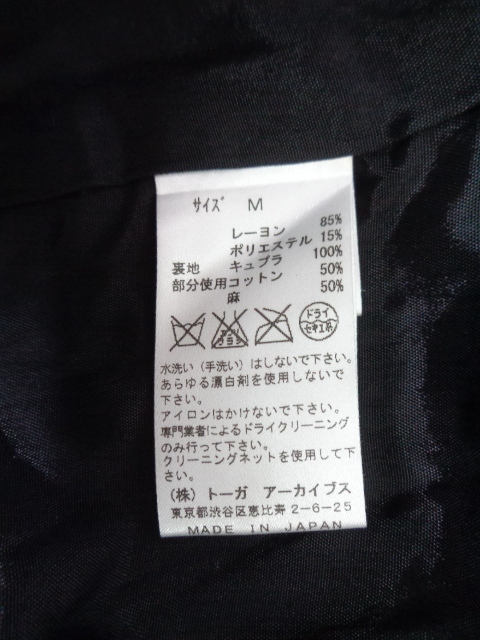 サイズ M
レーヨン 85%
ポリエステル 15%
裏地 キュプラ 100%
部分使用 コットン 50%
麻 50%
エンソ
サラシ
ドライ
セキユ系
水洗い（手洗い）はしないで下さい。
あらゆる漂白剤を使用しないで
下さい。
アイロンはかけないで下さい。
専門業者によるドライクリーニング
のみ行って下さい。
クリーニングネットを使用して下
さい。
（株）トーガ アーカイブス
東京都渋谷区恵比寿2-6-25
MADE IN JAPAN